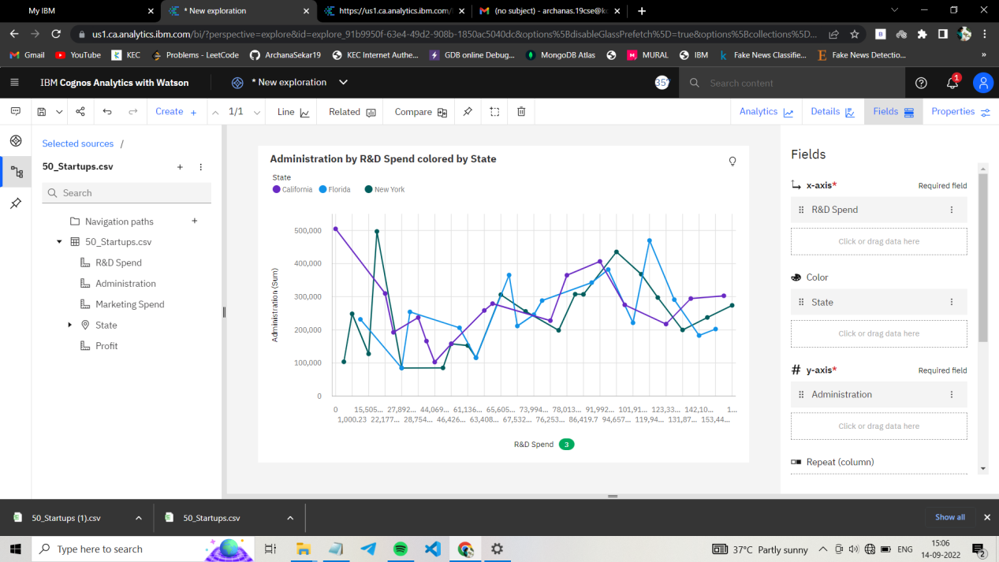 My IBM
* New exploration
https://us1.ca.analytics.ibm.com/
(no subject) - archanas.19cse@kc
us1.ca.analytics.ibm.com/bi/?perspective=explore&id=explore_91b9950f-63e4-49d2-908b-1850ac5040dc&options%5BdisableGlassPrefetch%5D=true&options%5Bcollections%5D...
Gmail YouTube KEC Problems - LeetCode ArchanaSekar19 KEC Internet Authe... GDB online Debug... MongoDB Atlas MURAL IBM Fake News Classifie... Fake News Detectio... »
IBM Cognos Analytics with Watson
* New exploration
35°
Search content
1
Create +
1/1
Line
Related
Compare
Analytics
Details
Fields
Properties
Selected sources /
50_Startups.csv
Search
Navigation paths
50_Startups.csv
R&D Spend
Administration
Marketing Spend
State
Profit
Administration by R&D Spend colored by State
State
California Florida New York
Administration (Sum)
500,000
400,000
300,000
200,000
100,000
0
0 15,505... 27,892... 44,069... 61,136... 65,605... 73,994... 78,013... 91,992... 101,91... 123,33... 142,10... 1...
1,000.23 22,177... 28,754... 46,426... 63,408... 67,532... 76,253... 86,419.7 94,657... 119,94... 131,87... 153,44...
R&D Spend 3
Fields
x-axis* Required field
R&D Spend
Click or drag data here
Color
State
Click or drag data here
y-axis* Required field
Administration
Click or drag data here
Repeat (column)
50_Startups (1).csv
50_Startups.csv
Show all
Type here to search
37°C Partly sunny
ENG
15:06
14-09-2022
2